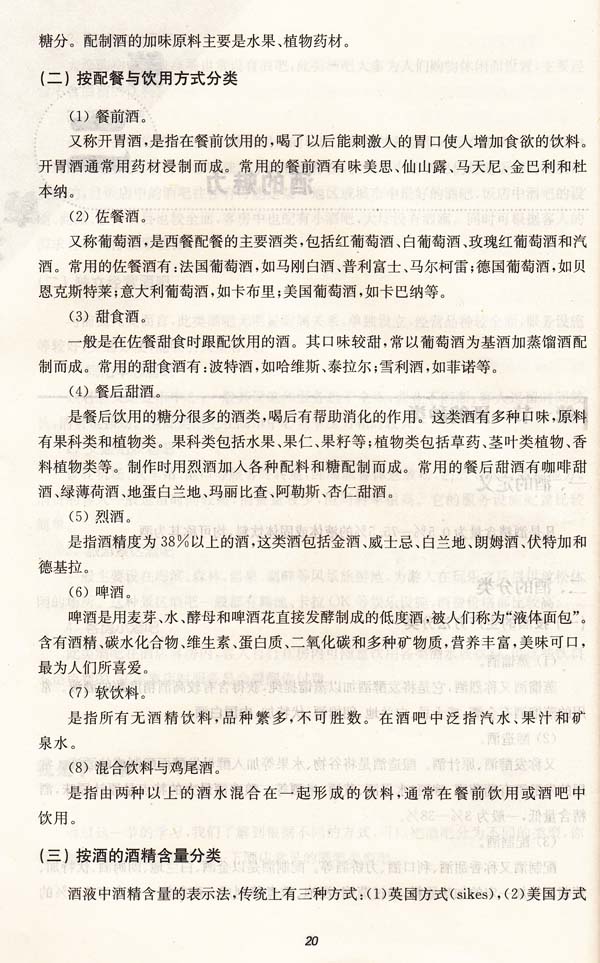 糖分。配制酒的加味原料主要是水果、植物药材。
(二) 按配餐与饮用方式分类
(1) 餐前酒。
又称开胃酒,是指在餐前饮用的,喝了以后能刺激人的胃口使人增加食欲的饮料。
开胃酒通常用药材浸制而成。常用的餐前酒有味美思、仙山露、马天尼、金巴利和杜
本纳。
(2) 佐餐酒。
又称葡萄酒,是西餐配餐的主要酒类,包括红葡萄酒、白葡萄酒、玫瑰红葡萄酒和汽
酒。常用的佐餐酒有:法国葡萄酒,如马刚白酒、普利富士、马尔柯雷;德国葡萄酒,如贝
恩克斯特莱;意大利葡萄酒,如卡布里;美国葡萄酒,如卡巴纳等。
(3) 甜食酒。
一般是在佐餐甜食时跟配饮用的酒。其口味较甜,常以葡萄酒为基酒加蒸馏酒配
制而成。常用的甜食酒有:波特酒,如哈维斯、泰拉尔;雪利酒,如菲诺等。
(4) 餐后甜酒。
是餐后饮用的糖分很多的酒类,喝后有帮助消化的作用。这类酒有多种口味,原料
有果科类和植物类。果科类包括水果、果仁、果籽等;植物类包括草药、茎叶类植物、香
料植物类等。制作时用烈酒加入各种配料和糖配制而成。常用的餐后甜酒有咖啡甜
酒、绿薄荷酒、地蛋白兰地、玛丽比查、阿勒斯、杏仁甜酒。
(5) 烈酒。
是指酒精度为38%以上的酒,这类酒包括金酒、威士忌、白兰地、朗姆酒、伏特加和
德基拉。
(6) 啤酒。
啤酒是用麦芽、水、酵母和啤酒花直接发酵制成的低度酒,被人们称为“液体面包”。
含有酒精、碳水化合物、维生素、蛋白质、二氧化碳和多种矿物质,营养丰富,美味可口,
最为人们所喜爱。
(7) 软饮料。
是指所有无酒精饮料,品种繁多,不可胜数。在酒吧中泛指汽水、果汁和矿
泉水。
(8) 混合饮料与鸡尾酒。
是指由两种以上的酒水混合在一起形成的饮料,通常在餐前饮用或酒吧中
饮用。
(三) 按酒的酒精含量分类
酒液中酒精含量的表示法,传统上有三种方式:(1)英国方式(sikes),(2)美国方式
20